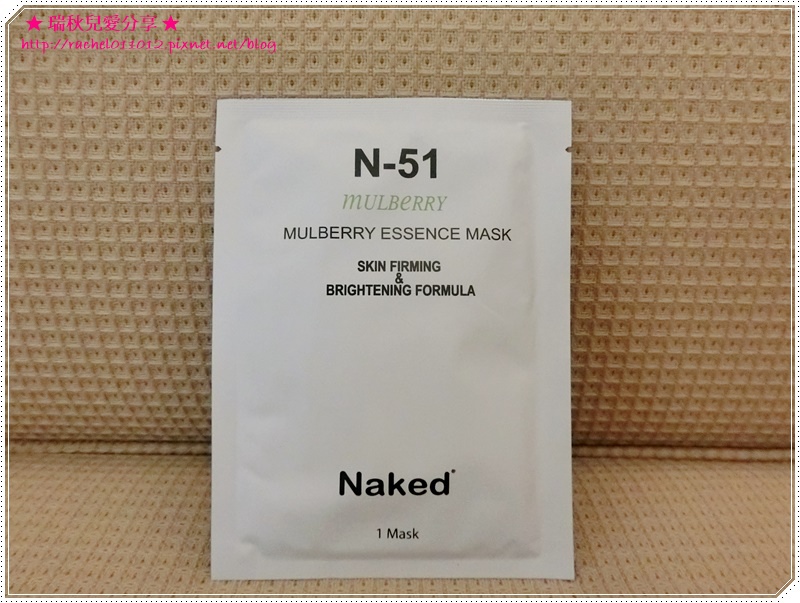 ★ 瑞秋兒愛分享 ★
http://rachel013012.pixnet.net/blog
N-51
MULBERRY
MULBERRY ESSENCE MASK
SKIN FIRMING
&
BRIGHTENING FORMULA
Naked®
1 Mask